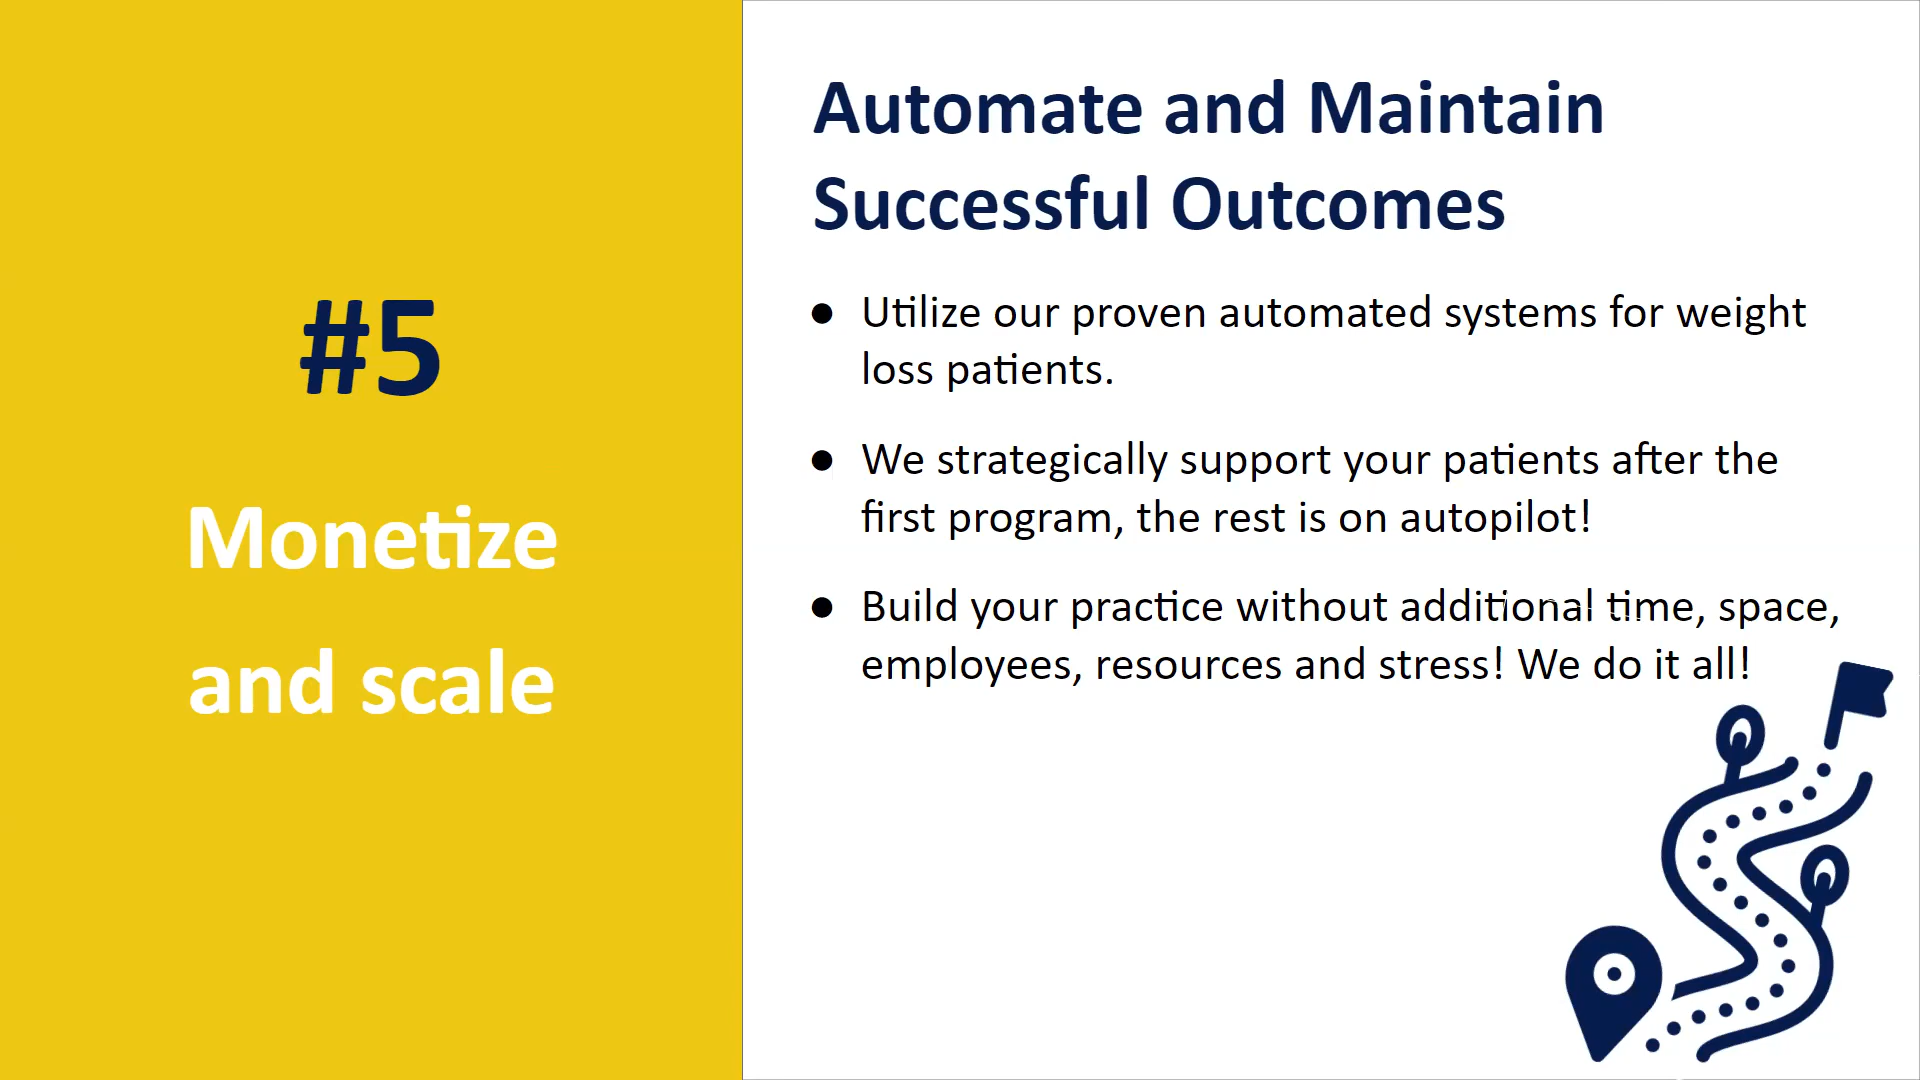 #5
Monetize
and scale
Automate and Maintain
Successful Outcomes
● Utilize our proven automated systems for weight
loss patients.
● We strategically support your patients after the
first program, the rest is on autopilot!
● Build your practice without additional time, space,
employees, resources and stress! We do it all!